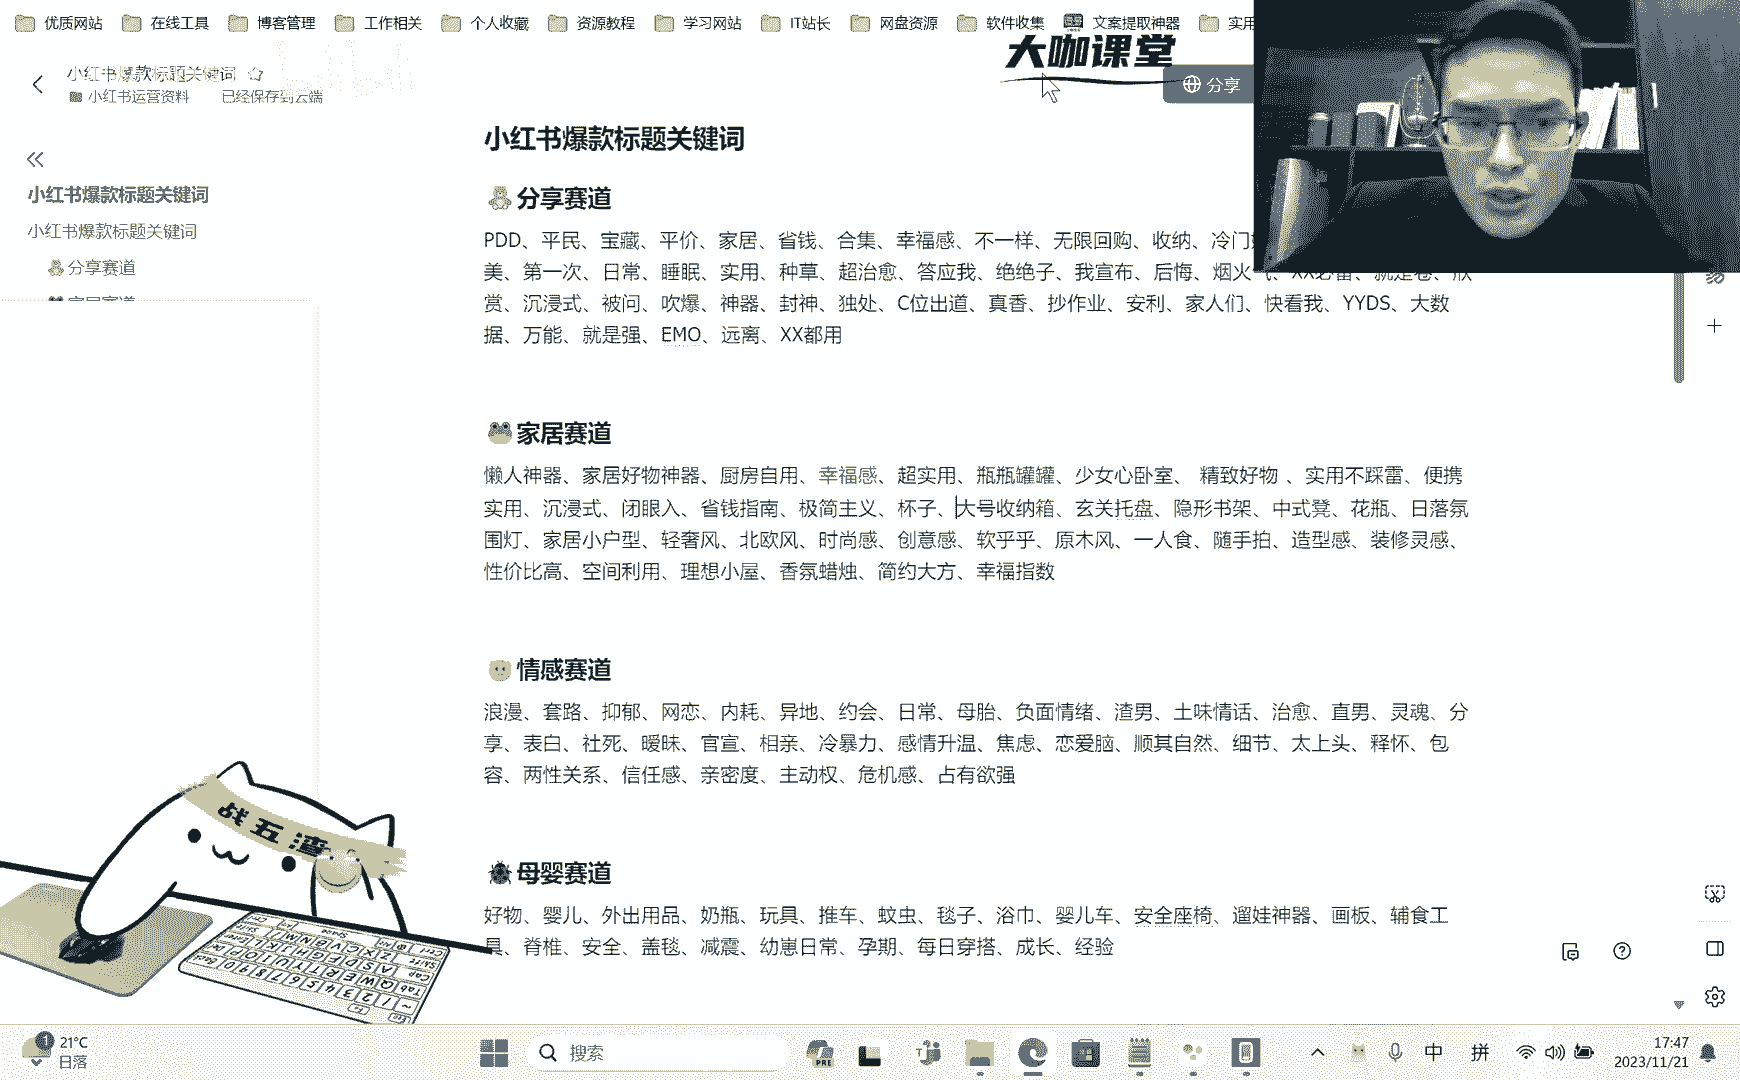 优质网站 在线工具 博客管理 工作相关 个人收藏 资源教程 学习网站 IT站长 网盘资源 软件收集 文案提取神器 实用
大咖课堂
小红书爆款标题关键词
小红书运营资料 已经保存到云端
分享
小红书爆款标题关键词
小红书爆款标题关键词
小红书爆款标题关键词
分享赛道
家居赛道
分享赛道
PDD、平民、宝藏、平价、家居、省钱、合集、幸福感、不一样、无限回购、收纳、冷门
美、第一次、日常、睡眠、实用、种草、超治愈、答应我、绝绝子、我宣布、后悔、烟火气、XX必备、就是卷、欣
赏、沉浸式、被问、吹爆、神器、封神、独处、C位出道、真香、抄作业、安利、家人们、快看我、YYDS、大数
据、万能、就是强、EMO、远离、XX都用
家居赛道
懒人神器、家居好物神器、厨房自用、幸福感、超实用、瓶瓶罐罐、少女心卧室、 精致好物 、实用不踩雷、便携
实用、沉浸式、闭眼入、省钱指南、极简主义、杯子、大号收纳箱、玄关托盘、隐形书架、中式凳、花瓶、日落氛
围灯、家居小户型、轻奢风、北欧风、时尚感、创意感、软乎乎、原木风、一人食、随手拍、造型感、装修灵感、
性价比高、空间利用、理想小屋、香氛蜡烛、简约大方、幸福指数
情感赛道
浪漫、套路、抑郁、网恋、内耗、异地、约会、日常、母胎、负面情绪、渣男、土味情话、治愈、直男、灵魂、分
享、表白、社死、暧昧、官宣、相亲、冷暴力、感情升温、焦虑、恋爱脑、顺其自然、细节、太上头、释怀、包
容、两性关系、信任感、亲密度、主动权、危机感、占有欲强
母婴赛道
好物、婴儿、外出用品、奶瓶、玩具、推车、蚊虫、毯子、浴巾、婴儿车、安全座椅、遛娃神器、画板、辅食工
具、脊椎、安全、盖毯、减震、幼崽日常、孕期、每日穿搭、成长、经验
战五渣
1
21°C
日落
搜索
PRE
中 拼
17:47
2023/11/21